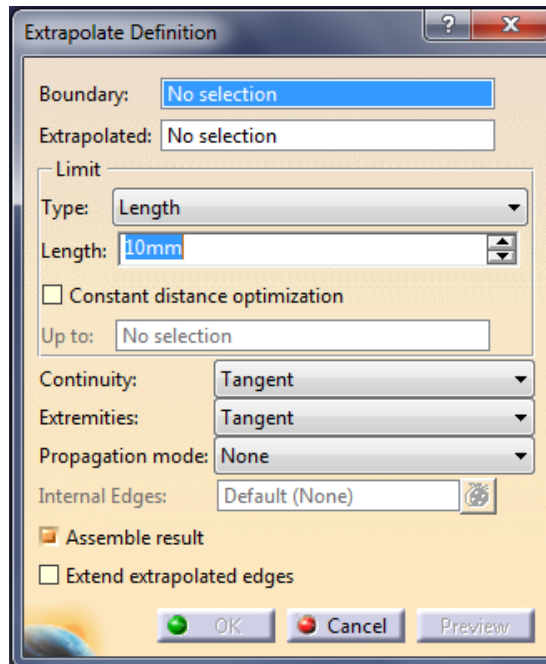 Extrapolate Definition
Boundary: No selection
Extrapolated: No selection
Limit
Type: Length
Length: 10mm
Constant distance optimization
Up to: No selection
Continuity: Tangent
Extremities: Tangent
Propagation mode: None
Internal Edges: Default (None)
Assemble result
Extend extrapolated edges
OK Cancel Preview